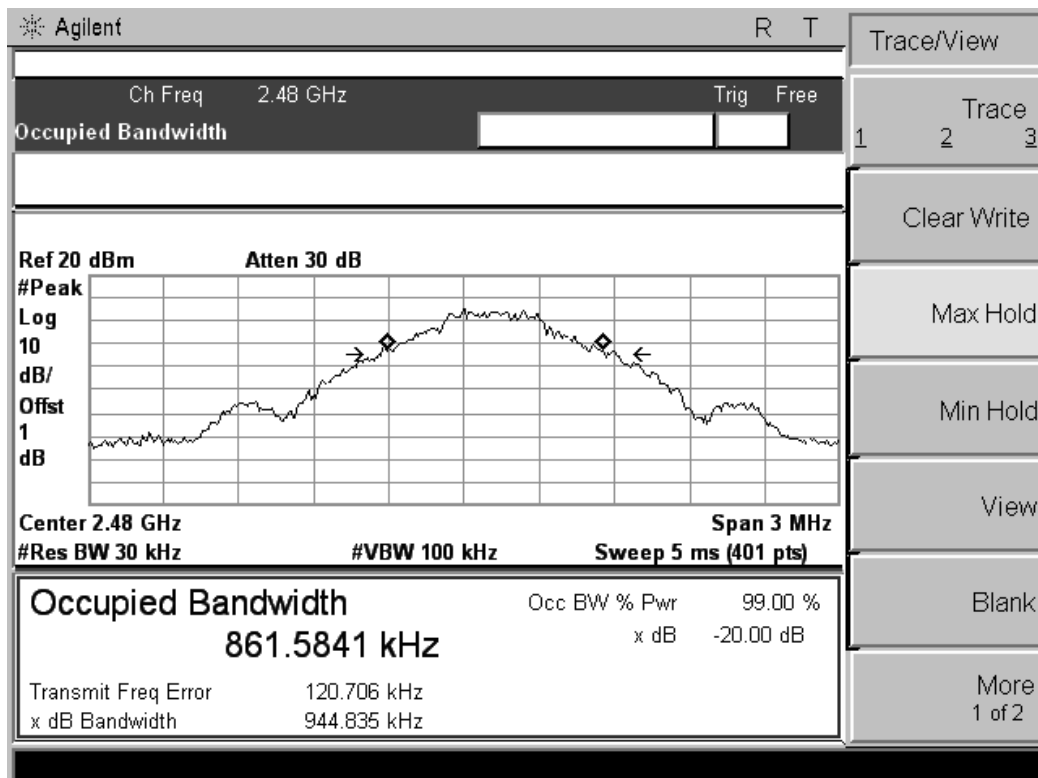 Agilent R T
Trace/View
Ch Freq 2.48 GHz Trig Free
Occupied Bandwidth
Trace
1 2 3
Clear Write
Ref 20 dBm Atten 30 dB
#Peak
Log
10
dB/
Offst
1
dB
Max Hold
Min Hold
View
Center 2.48 GHz Span 3 MHz
#Res BW 30 kHz #VBW 100 kHz Sweep 5 ms (401 pts)
Occupied Bandwidth Occ BW % Pwr 99.00 %
861.5841 kHz x dB -20.00 dB
Transmit Freq Error 120.706 kHz
x dB Bandwidth 944.835 kHz
Blank
More
1 of 2